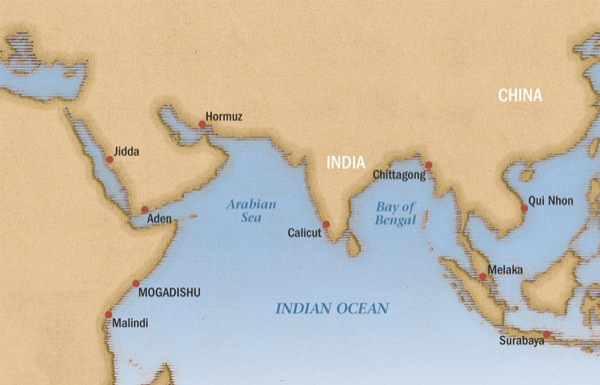 CHINA
Hormuz
Jidda
INDIA
Chittagong
Qui Nhon
Arabian
Sea
Bay of
Bengal
Aden
Calicut
Melaka
MOGADISHU
INDIAN OCEAN
Malindi
Surabaya